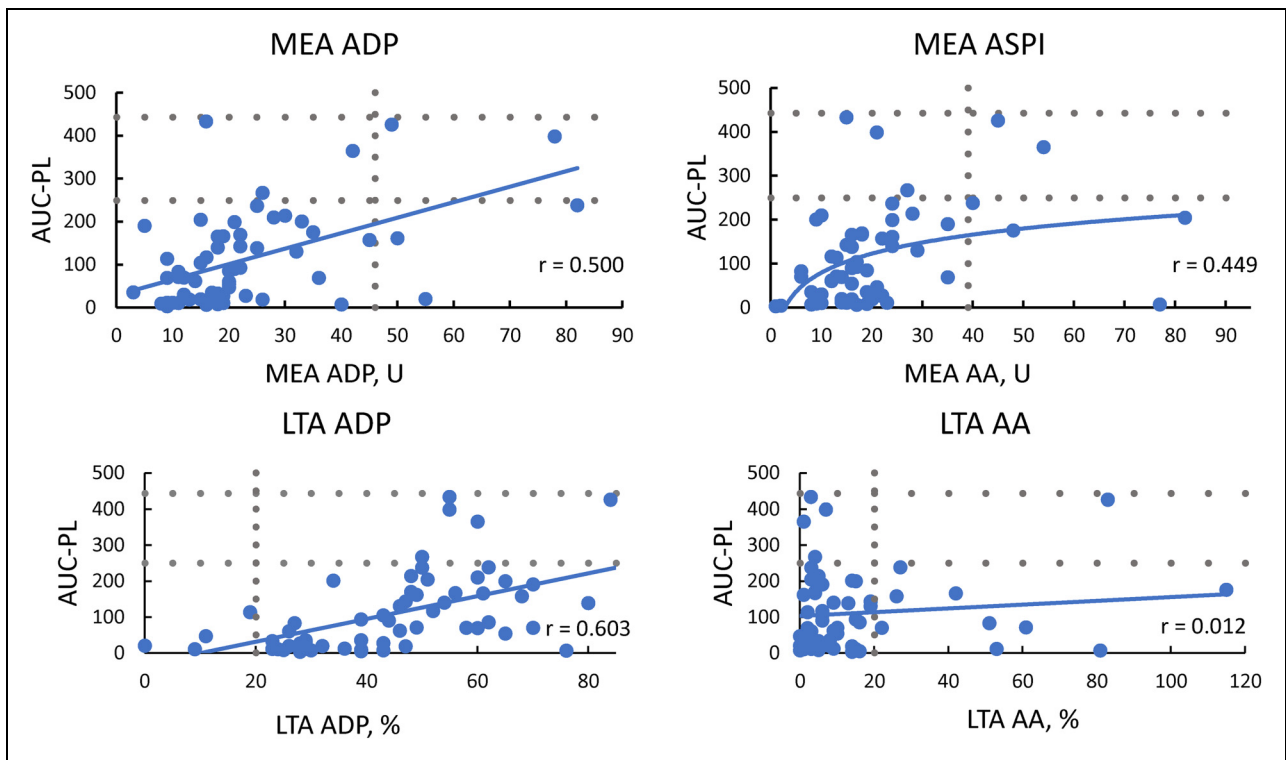 MEA ADP
500
400
300
200
100
0
AUC-PL
r = 0.500
0 10 20 30 40 50 60 70 80 90
MEA ADP, U
MEA ASPI
500
400
300
200
100
0
AUC-PL
r = 0.449
0 10 20 30 40 50 60 70 80 90
MEA AA, U
LTA ADP
500
400
300
200
100
0
AUC-PL
r = 0.603
0 20 40 60 80
LTA ADP, %
LTA AA
500
400
300
200
100
0
AUC-PL
r = 0.012
0 20 40 60 80 100 120
LTA AA, %